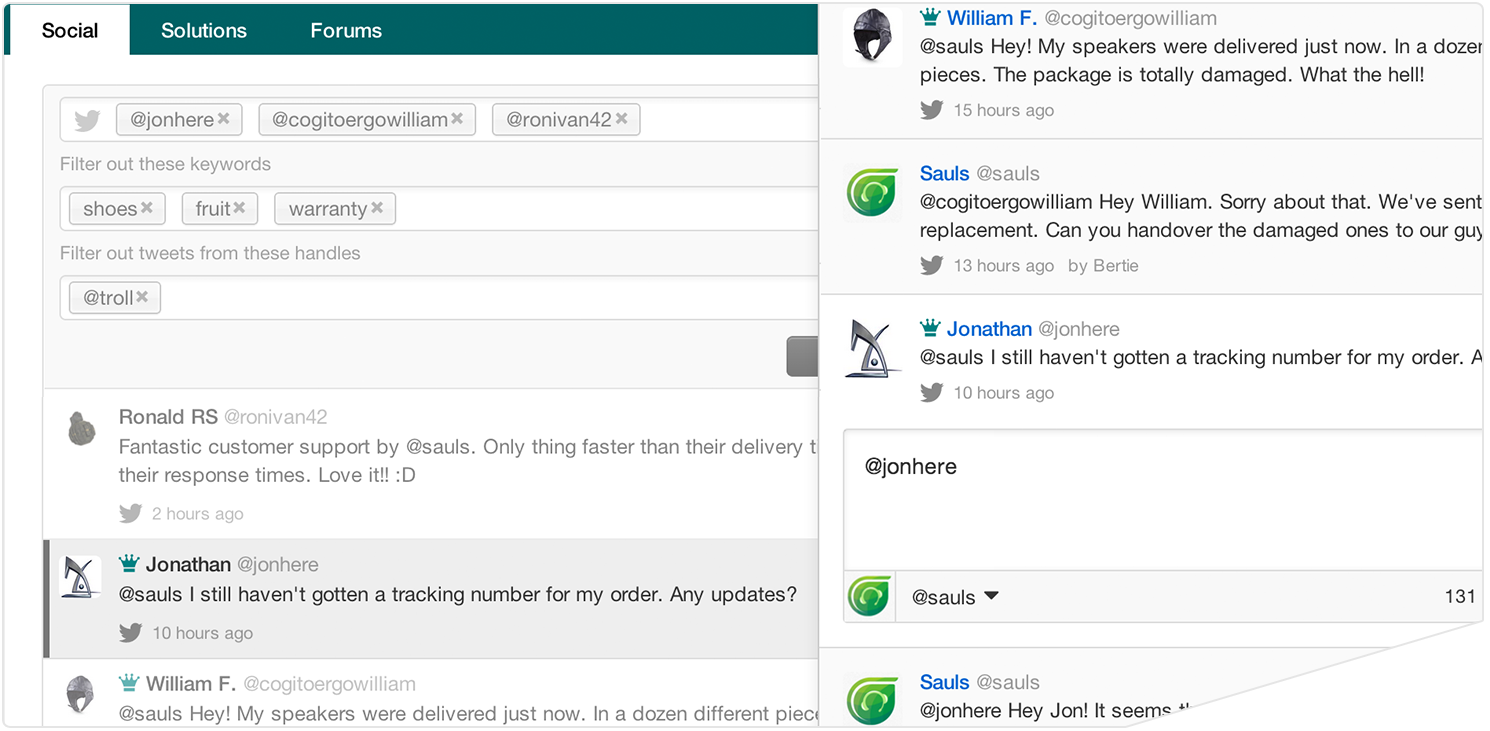 Social Solutions Forums
@jonhere @cogitoergowilliam @ronivan42
Filter out these keywords
shoes fruit warranty
Filter out tweets from these handles
@troll
Ronald RS @ronivan42
Fantastic customer support by @sauls. Only thing faster than their delivery t
their response times. Love it!! :D
2 hours ago
Jonathan @jonhere
@sauls I still haven't gotten a tracking number for my order. Any updates?
10 hours ago
William F. @cogitoergowilliam
@sauls Hey! My speakers were delivered just now. In a dozen different piece
William F. @cogitoergowilliam
@sauls Hey! My speakers were delivered just now. In a dozen
pieces. The package is totally damaged. What the hell!
15 hours ago
Sauls @sauls
@cogitoergowilliam Hey William. Sorry about that. We've sent
replacement. Can you handover the damaged ones to our guy
13 hours ago by Bertie
Jonathan @jonhere
@sauls I still haven't gotten a tracking number for my order. A
10 hours ago
@jonhere
@sauls 131
Sauls @sauls
@jonhere Hey Jon! It seems